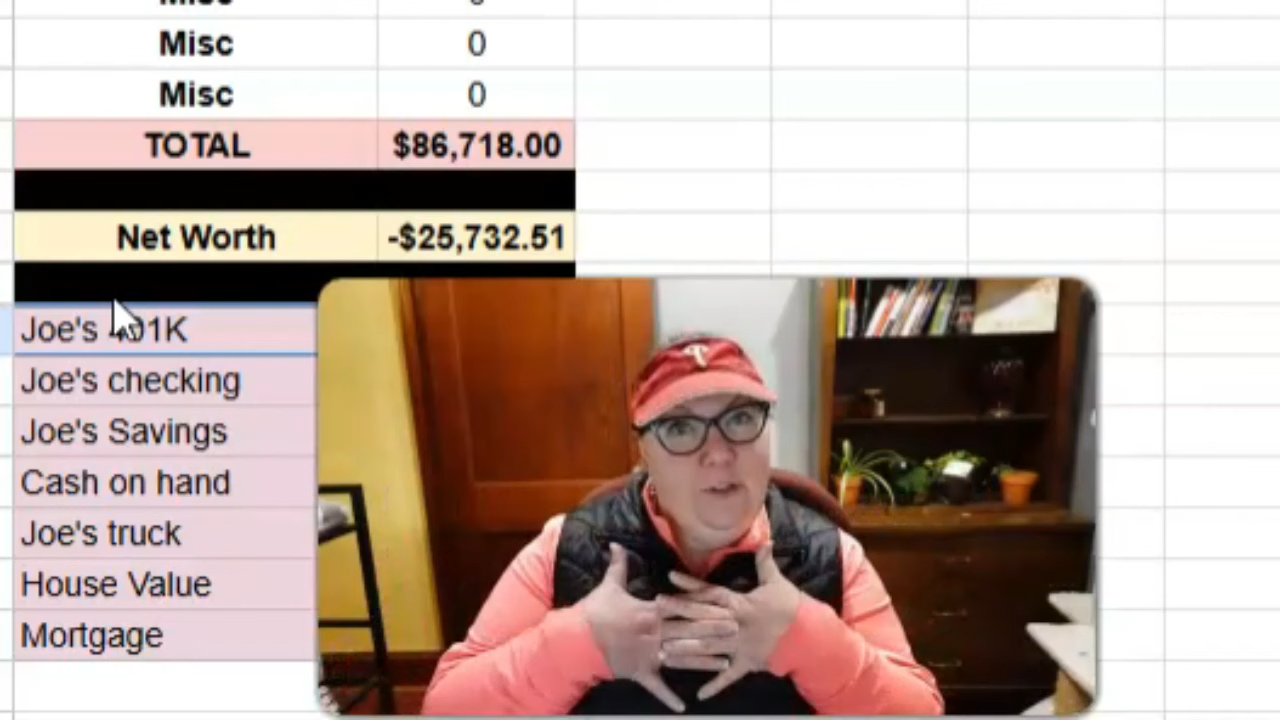 Misc 0
Misc 0
TOTAL $86,718.00
Net Worth -$25,732.51
Joe's 401K
Joe's checking
Joe's Savings
Cash on hand
Joe's truck
House Value
Mortgage